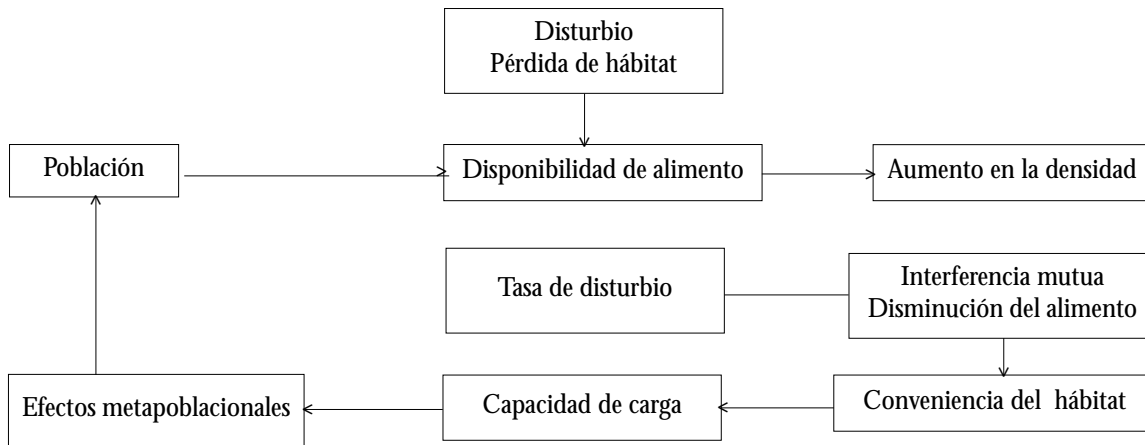 Disturbio
Pérdida de hábitat
Población
Disponibilidad de alimento
Aumento en la densidad
Tasa de disturbio
Interferencia mutua
Disminución del alimento
Efectos metapoblacionales
Capacidad de carga
Conveniencia del hábitat